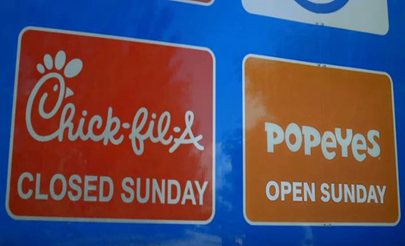 Chick-fil-A
CLOSED SUNDAY
POPEYES
OPEN SUNDAY